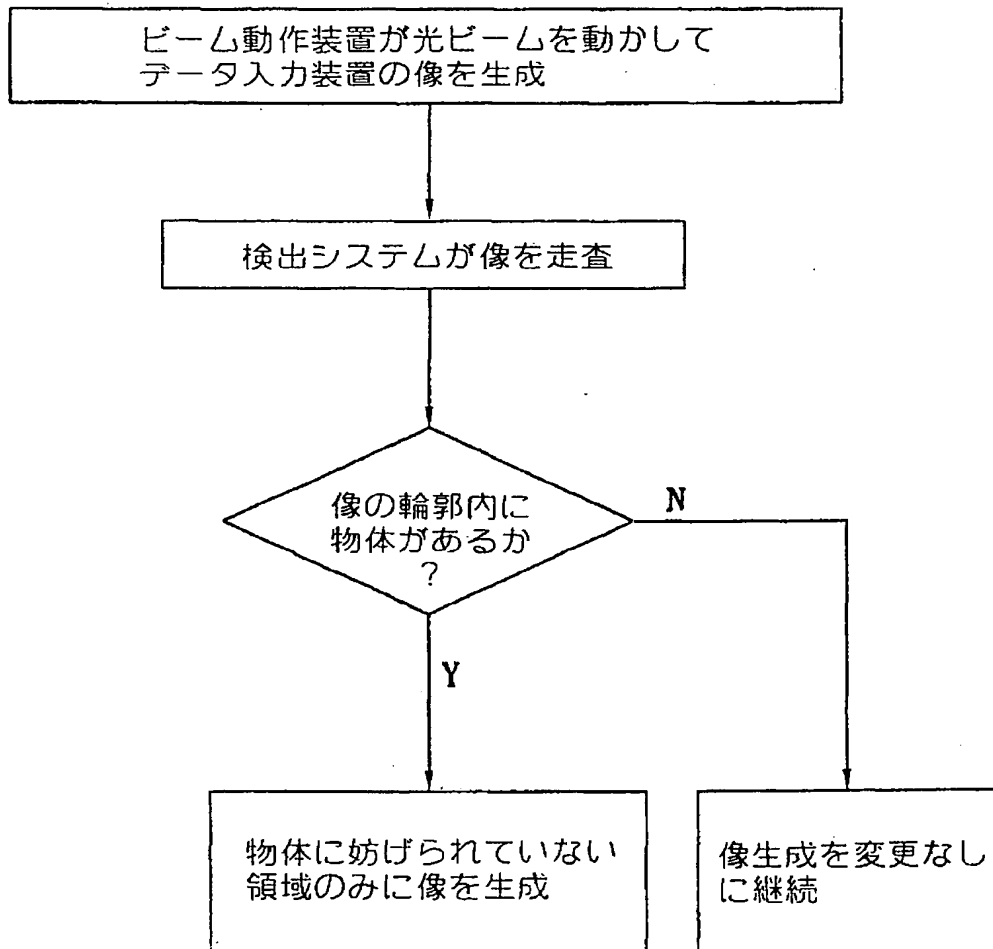 ビーム動作装置が光ビームを動かして
データ入力装置の像を生成
検出システムが像を走査
像の輪郭内に
物体があるか
?
N
Y
物体に妨げられていない
領域のみに像を生成
像生成を変更なし
に継続